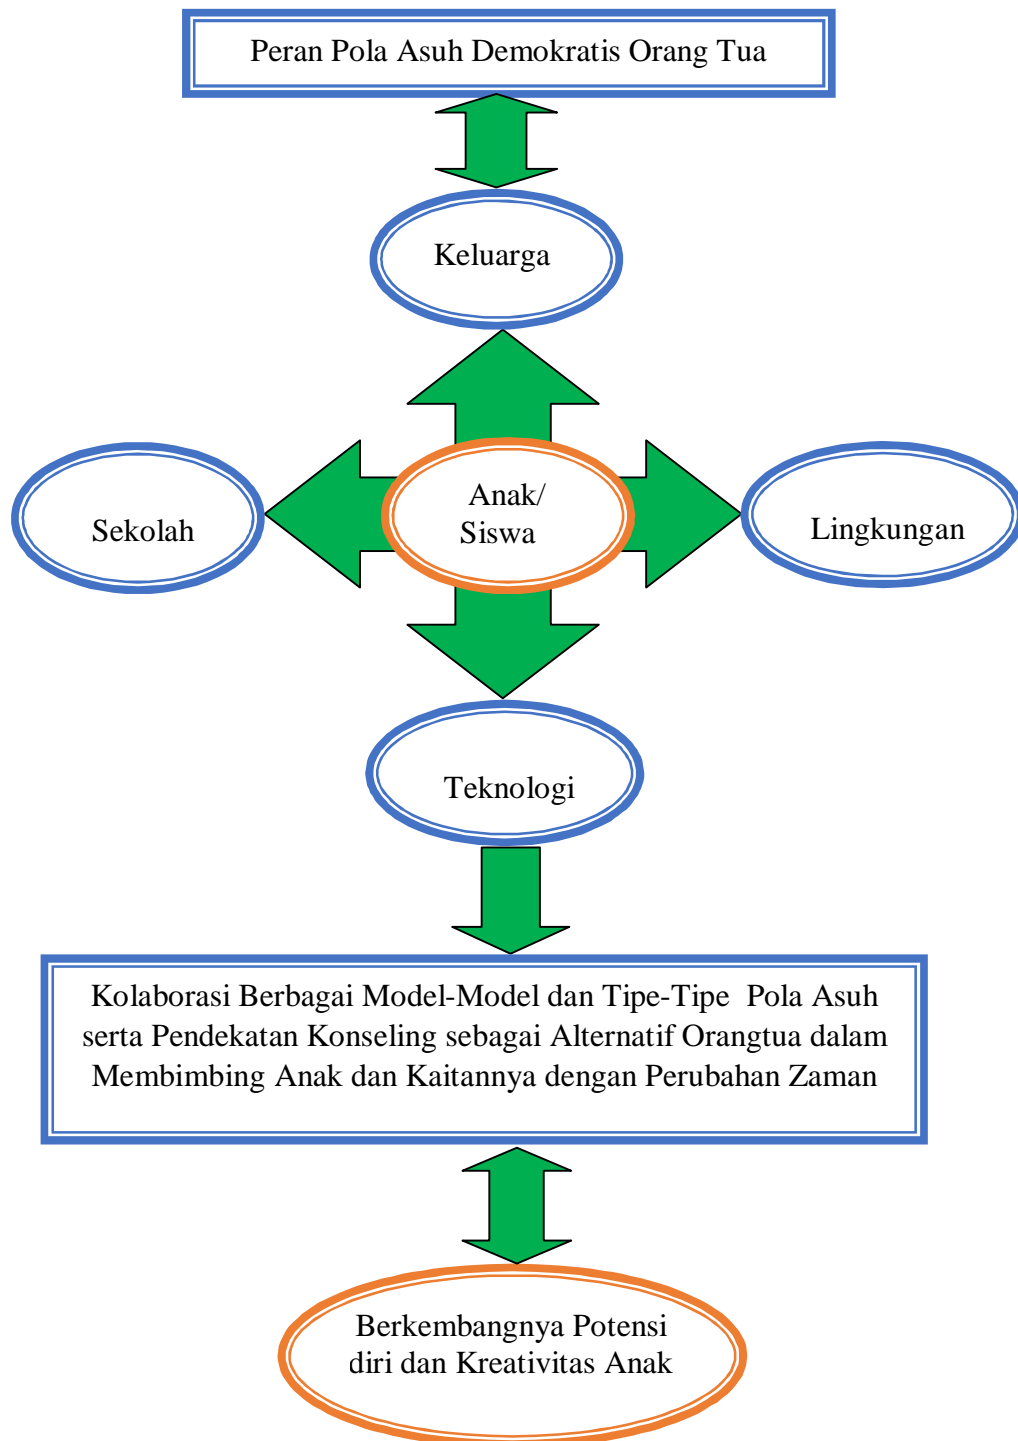 Peran Pola Asuh Demokratis Orang Tua
Keluarga
Anak/
Siswa
Sekolah
Lingkungan
Teknologi
Kolaborasi Berbagai Model-Model dan Tipe-Tipe Pola Asuh
serta Pendekatan Konseling sebagai Alternatif Orangtua dalam
Membimbing Anak dan Kaitannya dengan Perubahan Zaman
Berkembangnya Potensi
diri dan Kreativitas Anak